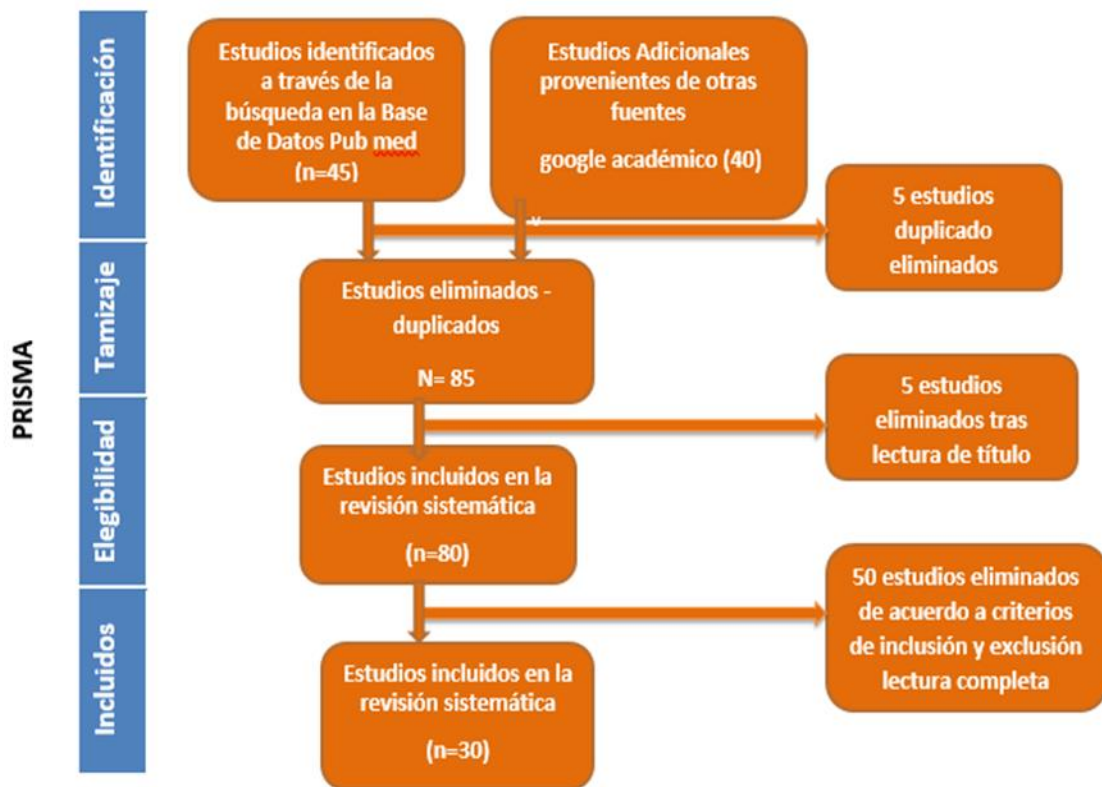 PRISMA
Identificación
Estudios identificados
a través de la
búsqueda en la Base
de Datos Pub med
(n=45)
Estudios Adicionales
provenientes de otras
fuentes
google académico (40)
v
5 estudios
duplicado
eliminados
Tamizaje
Estudios eliminados -
duplicados
N= 85
5 estudios
eliminados tras
lectura de título
Elegibilidad
Estudios incluidos en la
revisión sistemática
(n=80)
50 estudios eliminados
de acuerdo a criterios
de inclusión y exclusión
lectura completa
Incluidos
Estudios incluidos en la
revisión sistemática
(n=30)